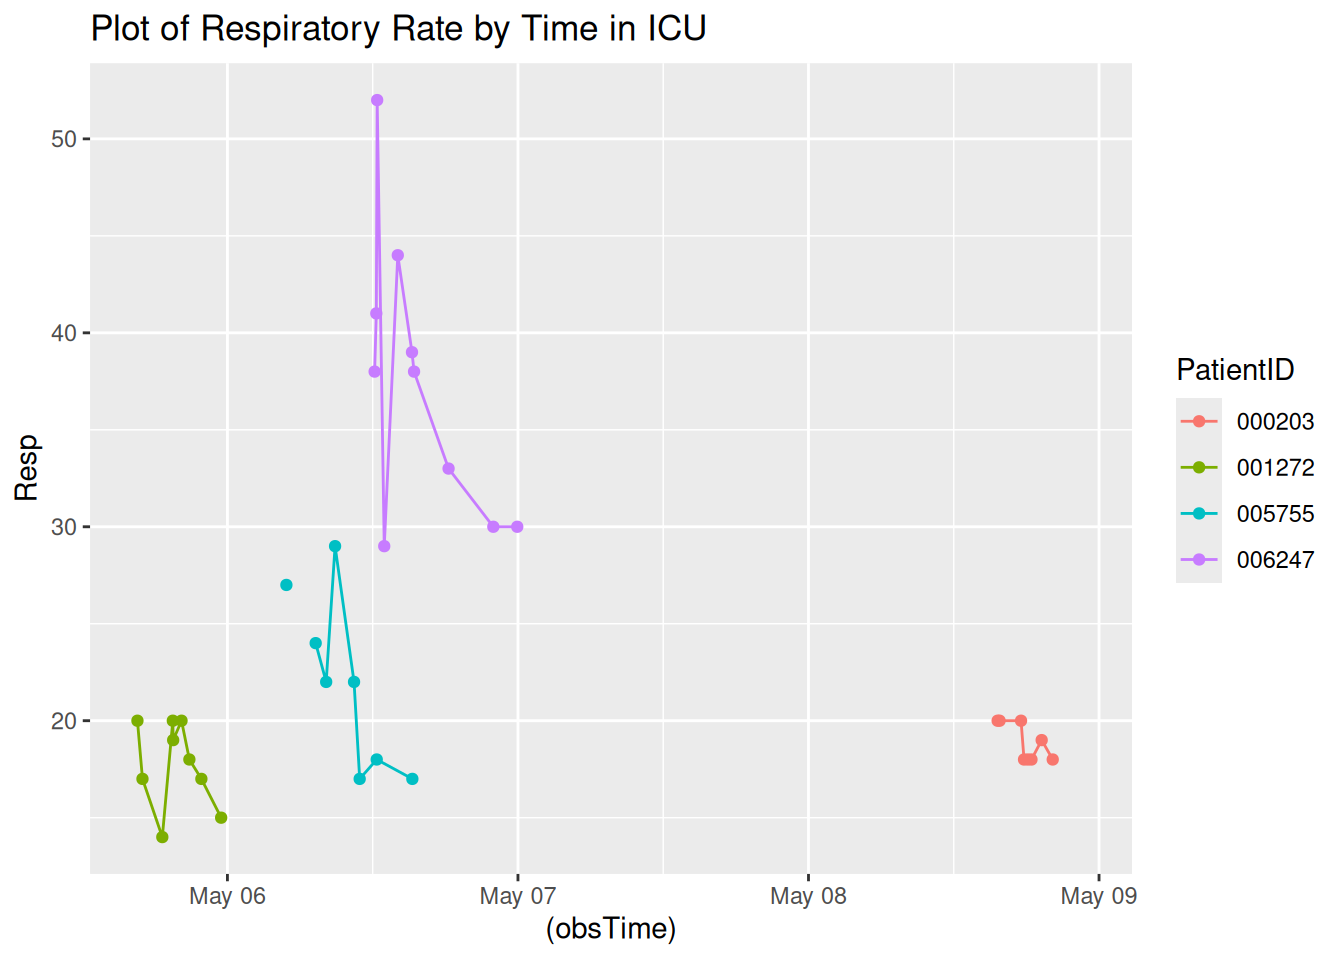 Plot of Respiratory Rate by Time in ICU
50
40
30
20
Resp
May 06
May 07
May 08
May 09
(obsTime)
PatientID
000203
001272
005755
006247